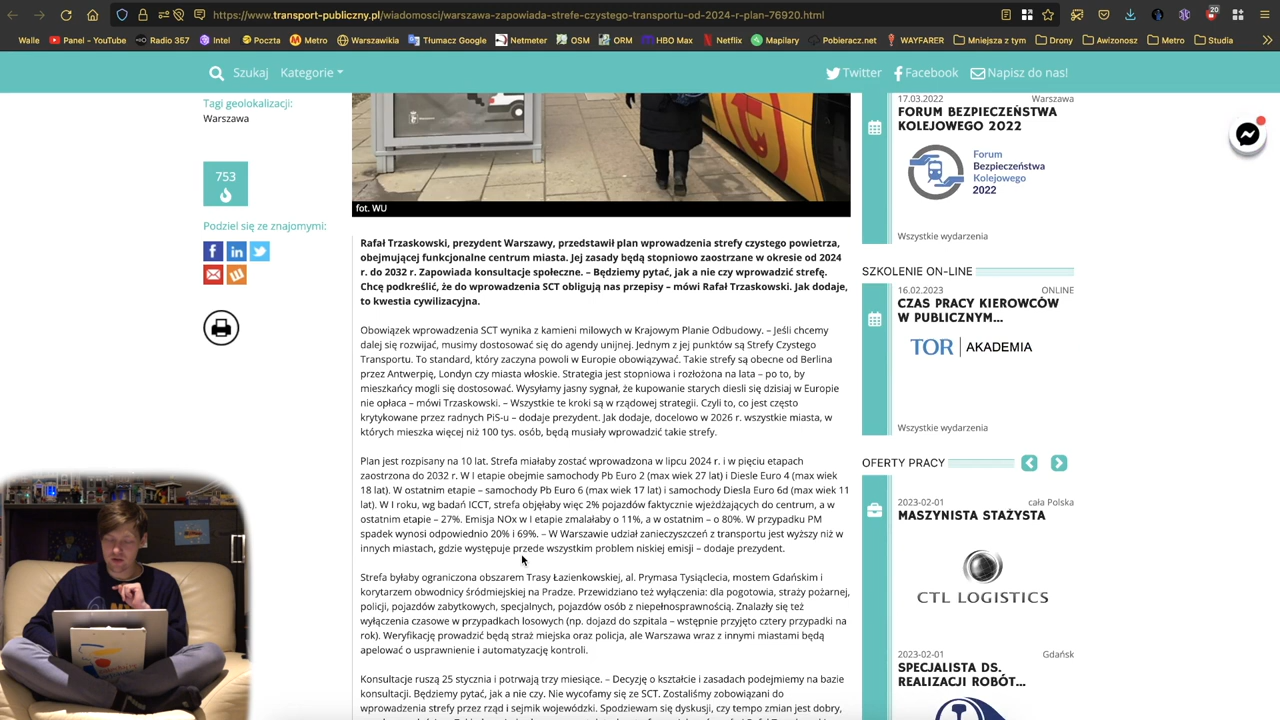 https://www.transport-publiczny.pl/wiadomosci/warszawa-zapowiada-strefe-czystego-transportu-od-2024-r-plan-76920.html
20
Walle
Panel - YouTube
Radio 357
Intel
Poczta
Metro
Warszawikia
Tłumacz Google
Netmeter
OSM
ORM
HBO Max
Netflix
Mapilary
Pobieracz.net
WAYFARER
Mniejsza z tym
Drony
Awizonosz
Metro
Studia
Szukaj
Kategorie
Twitter
Facebook
Napisz do nas!
Tagi geolokalizacji:
Warszawa
753
Podziel się ze znajomymi:
fot. WU
Rafał Trzaskowski, prezydent Warszawy, przedstawił plan wprowadzenia strefy czystego powietrza,
obejmującej funkcjonalne centrum miasta. Jej zasady będą stopniowo zaostrzane w okresie od 2024
r. do 2032 r. Zapowiada konsultacje społeczne. – Będziemy pytać, jak a nie czy wprowadzić strefę.
Chcę podkreślić, że do wprowadzenia SCT obligują nas przepisy – mówi Rafał Trzaskowski. Jak dodaje,
to kwestia cywilizacyjna.
Obowiązek wprowadzenia SCT wynika z kamieni milowych w Krajowym Planie Odbudowy. – Jeśli chcemy
dalej się rozwijać, musimy dostosować się do agendy unijnej. Jednym z jej punktów są Strefy Czystego
Transportu. To standard, który zaczyna powoli w Europie obowiązywać. Takie strefy są obecne od Berlina
przez Antwerpię, Londyn czy miasta włoskie. Strategia jest stopniowa i rozłożona na lata – po to, by
mieszkańcy mogli się dostosować. Wysyłamy jasny sygnał, że kupowanie starych diesli się dzisiaj w Europie
nie opłaca – mówi Trzaskowski. – Wszystkie te kroki są w rządowej strategii. Czyli to, co jest często
krytykowane przez radnych PiS-u – dodaje prezydent. Jak dodaje, docelowo w 2026 r. wszystkie miasta, w
których mieszka więcej niż 100 tys. osób, będą musiały wprowadzić takie strefy.
Plan jest rozpisany na 10 lat. Strefa miałaby zostać wprowadzona w lipcu 2024 r. i w pięciu etapach
zaostrzona do 2032 r. W I etapie obejmie samochody Pb Euro 2 (max wiek 27 lat) i Diesle Euro 4 (max wiek
18 lat). W ostatnim etapie – samochody Pb Euro 6 (max wiek 17 lat) i samochody Diesla Euro 6d (max wiek 11
lat). W I roku, wg badań ICCT, strefa objęłaby więc 2% pojazdów faktycznie wjeżdżających do centrum, a w
ostatnim etapie – 27%. Emisja NOx w I etapie zmalałaby o 11%, a w ostatnim – o 80%. W przypadku PM
spadek wynosi odpowiednio 20% i 69%. – W Warszawie udział zanieczyszczeń z transportu jest wyższy niż w
innych miastach, gdzie występuje przede wszystkim problem niskiej emisji – dodaje prezydent.
Strefa byłaby ograniczona obszarem Trasy Łazienkowskiej, al. Prymasa Tysiąclecia, mostem Gdańskim i
korytarzem obwodnicy śródmiejskiej na Pradze. Przewidziano też wyłączenia: dla pogotowia, straży pożarnej,
policji, pojazdów zabytkowych, specjalnych, pojazdów osób z niepełnosprawnością. Znalazły się też
wyłączenia czasowe w przypadkach losowych (np. dojazd do szpitala – wstępnie przyjęto cztery przypadki na
rok). Weryfikację prowadzić będą straż miejska oraz policja, ale Warszawa wraz z innymi miastami będą
apelować o usprawnienie i automatyzację kontroli.
Konsultacje ruszą 25 stycznia i potrwają trzy miesiące. – Decyzję o kształcie i zasadach podejmiemy na bazie
konsultacji. Będziemy pytać, jak a nie czy. Nie wycofamy się ze SCT. Zostaliśmy zobowiązani do
wprowadzenia strefy przez rząd i sejmik wojewódzki. Spodziewam się dyskusji, czy tempo zmian jest dobry,
17.03.2022
Warszawa
FORUM BEZPIECZEŃSTWA
KOLEJOWEGO 2022
Forum
Bezpieczeństwa
Kolejowego
2022
Wszystkie wydarzenia
SZKOLENIE ON-LINE
16.02.2023
ONLINE
CZAS PRACY KIEROWCÓW
W PUBLICZNYM...
TOR AKADEMIA
Wszystkie wydarzenia
OFERTY PRACY
2023-02-01
cała Polska
MASZYNISTA STAŻYSTA
CTL LOGISTICS
2023-02-01
Gdańsk
SPECJALISTA DS.
REALIZACJI ROBÓT...